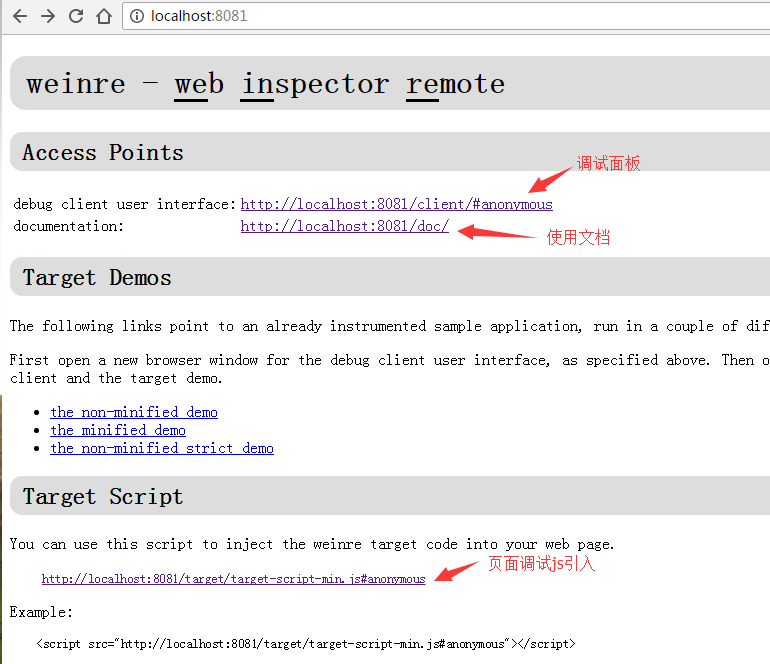 localhost:8081
weinre - web inspector remote
Access Points
调试面板
debug client user interface: http://localhost:8081/client/#anonymous
documentation: http://localhost:8081/doc/
使用文档
Target Demos
The following links point to an already instrumented sample application, run in a couple of dif
First open a new browser window for the debug client user interface, as specified above. Then o
client and the target demo.
• the non-minified demo
• the minified demo
• the non-minified strict demo
Target Script
You can use this script to inject the weinre target code into your web page.
页面调试js引入
http://localhost:8081/target/target-script-min.js#anonymous
Example:
<script src="http://localhost:8081/target/target-script-min.js#anonymous"></script>